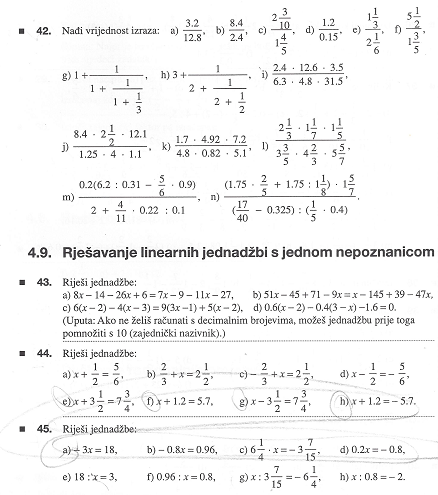 42. Nađi vrijednost izraza: a) 3.2/12.8, b) 8.4/2.4, c) 2 3/10 / 1 4/5, d) 1.2/0.15, e) 1 1/3 / 2 1/6, f) 5 1/2 / 1 3/5,
g) 1 + 1/(1 + 1/(1 + 1/3)), h) 3 + 1/(2 + 1/(2 + 1/2)), i) 2.4 · 12.6 · 3.5 / 6.3 · 4.8 · 31.5,
j) 8.4 · 2 1/2 · 12.1 / 1.25 · 4 · 1.1, k) 1.7 · 4.92 · 7.2 / 4.8 · 0.82 · 5.1, l) 2 1/3 · 1 1/7 · 1 1/5 / 3 3/5 · 4 2/3 · 5 5/7,
m) 0.2(6.2 : 0.31 − 5/6 · 0.9) / 2 + 4/11 · 0.22 : 0.1, n) (1.75 · 2/5 + 1.75 : 1 1/8) · 1 5/7 / (17/40 − 0.325) : (1/5 · 0.4).
4.9. Rješavanje linearnih jednadžbi s jednom nepoznanicom
43. Riješi jednadžbe:
a) 8x − 14 − 26x + 6 = 7x − 9 − 11x − 27, b) 51x − 45 + 71 − 9x = x − 145 + 39 − 47x,
c) 6(x − 2) − 4(x − 3) = 9(3x −1) + 5(x − 2), d) 0.6(x − 2) − 0.4(3 − x) −1.6 = 0.
(Uputa: Ako ne želiš računati s decimalnim brojevima, možeš jednadžbu prije toga
pomnožiti s 10 (zajednički nazivnik).)
44. Riješi jednadžbe:
a) x + 1/2 = 5/6, b) 2/3 + x = 2 1/2, c) − 2/3 + x = 2 1/2, d) x − 1/2 = − 5/6,
e) x + 3 1/2 = 7 3/4, f) x + 1.2 = 5.7, g) x − 3 1/2 = 7 3/4, h) x + 1.2 = − 5.7.
45. Riješi jednadžbe:
a) − 3x = 18, b) − 0.8x = 0.96, c) 6 1/4 · x = − 3 7/15, d) 0.2x = − 0.8,
e) 18 : x = 3, f) 0.96 : x = 0.8, g) x : 3 7/15 = − 6 1/4, h) x : 0.8 = − 2.